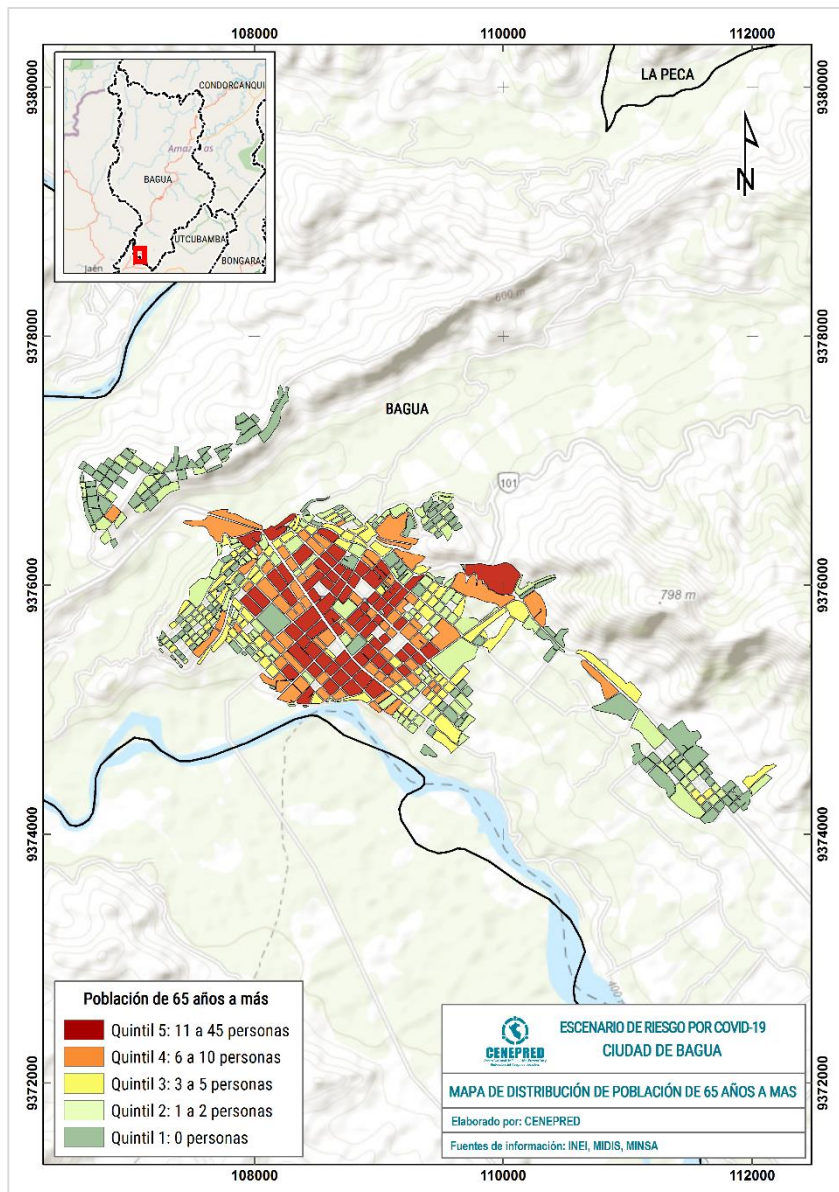 108000
110000
112000
9380000
9380000
CONDORCANQUI
Amazonas
BAGUA
UTCUBAMBA
Jaén
BONGARA
LA PECA
N
600 m
9378000
9378000
BAGUA
101
9376000
9376000
798 m
9374000
9374000
400 m
Población de 65 años a más
Quintil 5: 11 a 45 personas
Quintil 4: 6 a 10 personas
Quintil 3: 3 a 5 personas
Quintil 2: 1 a 2 personas
Quintil 1: 0 personas
CENEPRED
ESCENARIO DE RIESGO POR COVID-19
CIUDAD DE BAGUA
MAPA DE DISTRIBUCIÓN DE POBLACIÓN DE 65 AÑOS A MAS
Elaborado por: CENEPRED
Fuentes de información: INEI, MIDIS, MINSA
9372000
9372000
108000
110000
112000